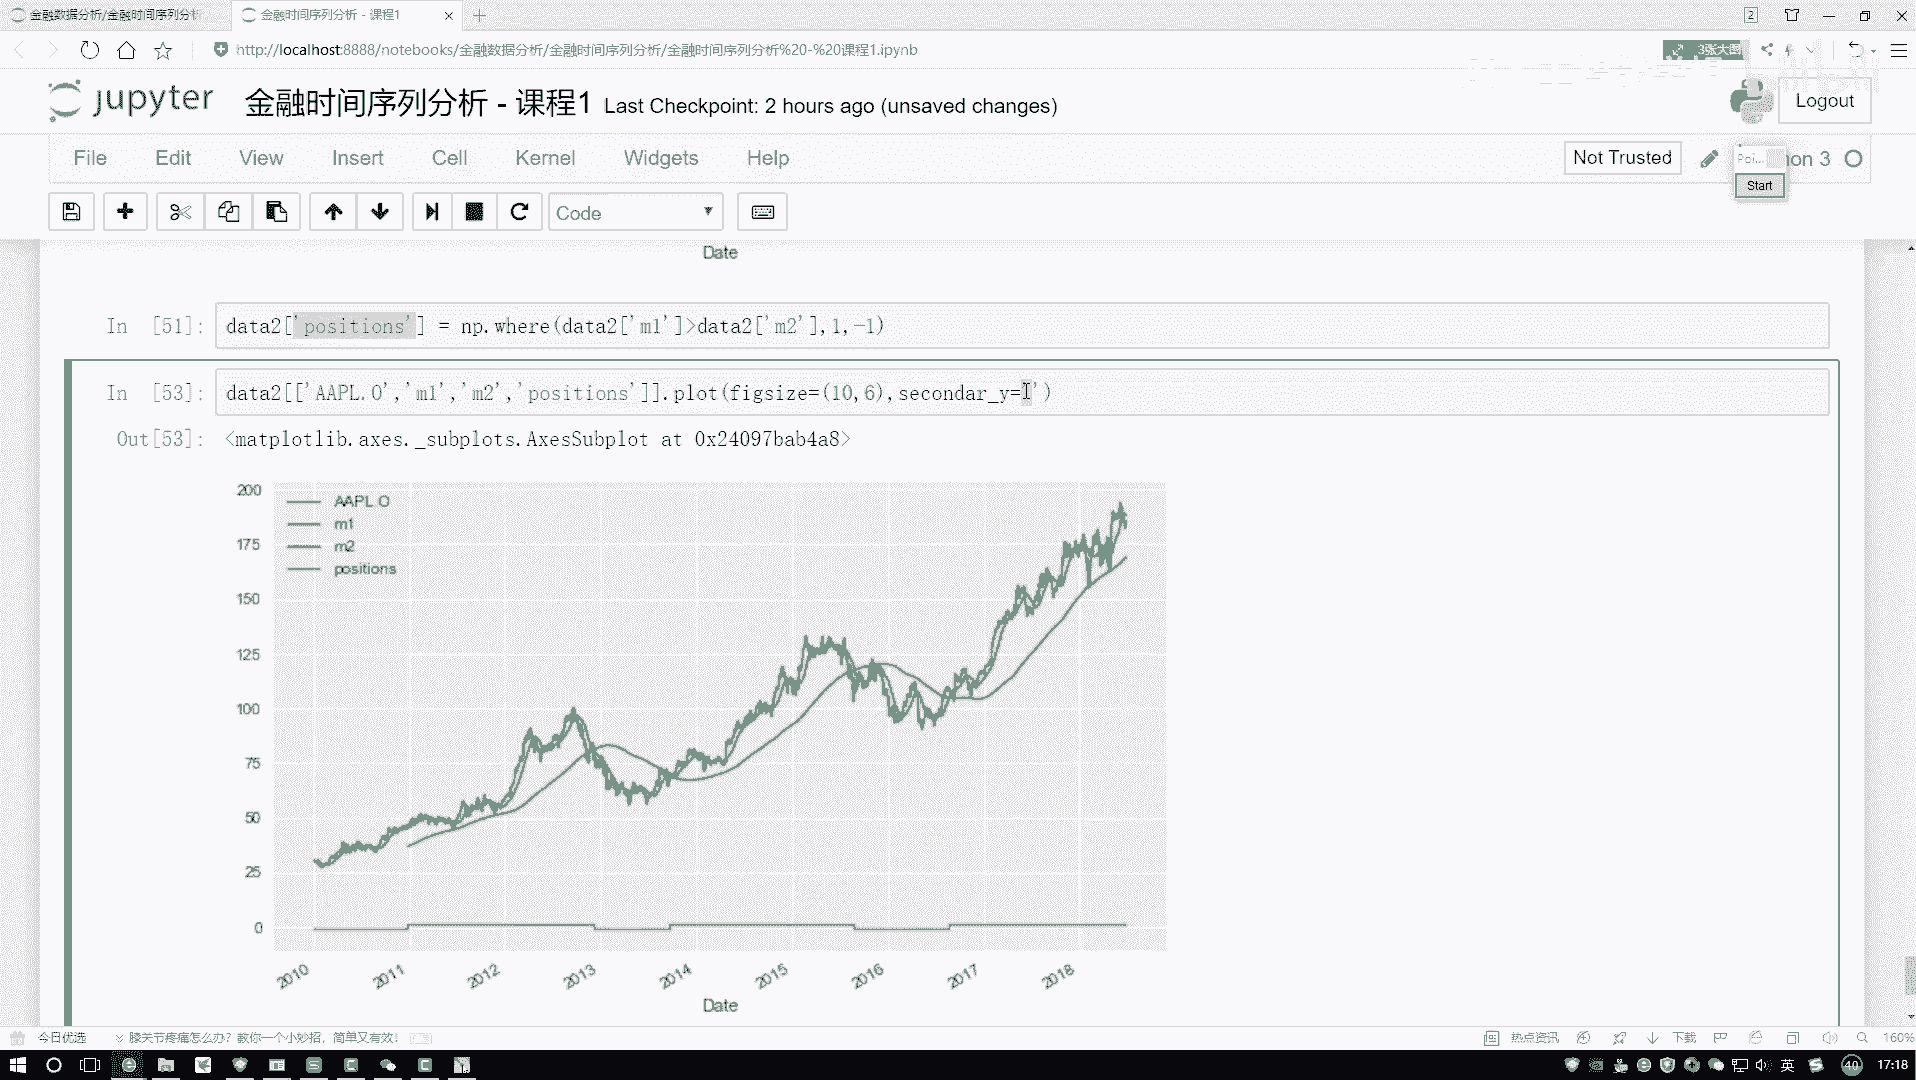 金融数据分析/金融时间序列分析
金融时间序列分析 - 课程1
2
http://localhost:8888/notebooks/金融数据分析/金融时间序列分析/金融时间序列分析%20-%20课程1.ipynb
3张大图
jupyter
金融时间序列分析 - 课程1
Last Checkpoint: 2 hours ago (unsaved changes)
Logout
File
Edit
View
Insert
Cell
Kernel
Widgets
Help
Not Trusted
Poi...
on 3
Start
Code
Date
In [51]:
data2['positions'] = np.where(data2['m1']>data2['m2'],1,-1)
In [53]:
data2[['AAPL.O','m1','m2','positions']].plot(figsize=(10,6),secondar_y=')
Out[53]:
<matplotlib.axes._subplots.AxesSubplot at 0x24097bab4a8>
200
175
150
125
100
75
50
25
0
AAPL.O
m1
m2
positions
2010
2011
2012
2013
2014
2015
2016
2017
2018
Date
今日优选
膝关节疼痛怎么办？教你一个小妙招，简单又有效！
热点资讯
下载
160%
英
40
17:18